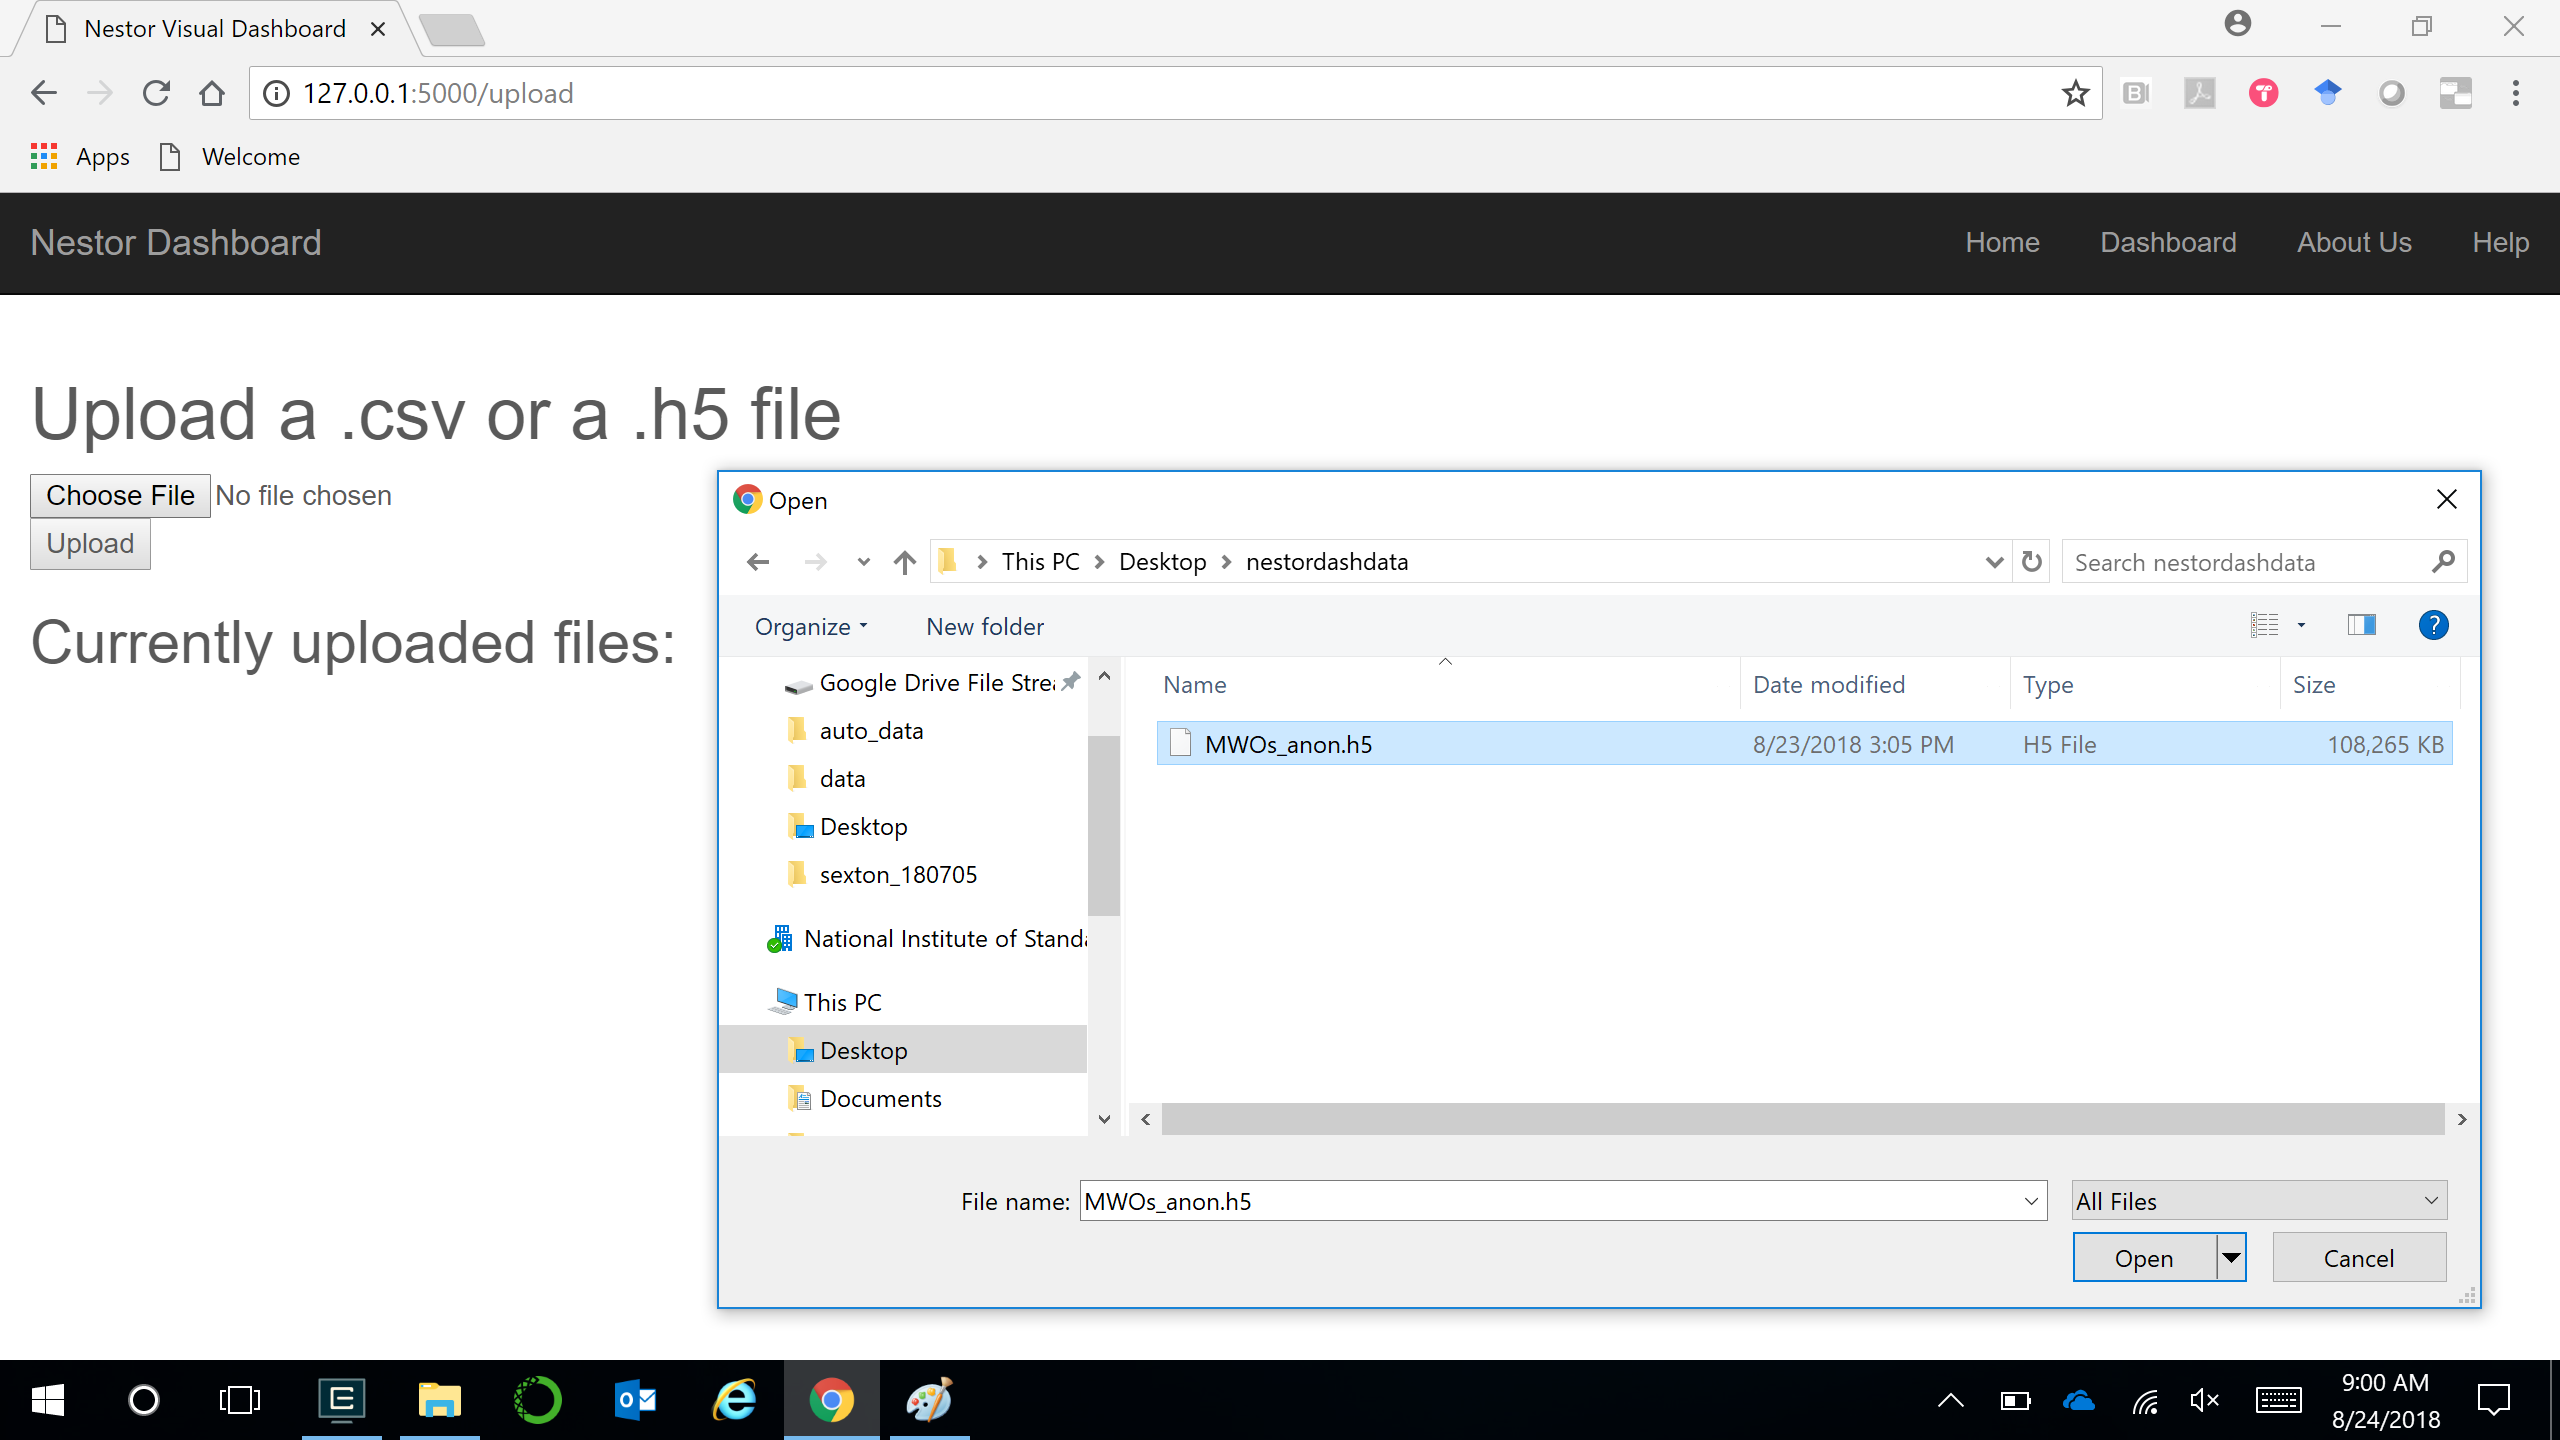 Nestor Visual Dashboard
127.0.0.1:5000/upload
Apps Welcome
Nestor Dashboard Home Dashboard About Us Help
Upload a .csv or a .h5 file
Choose File No file chosen
Upload
Currently uploaded files:
Open
This PC Desktop nestordashdata Search nestordashdata
Organize New folder
Name Date modified Type Size
MWOs_anon.h5 8/23/2018 3:05 PM H5 File 108,265 KB
Google Drive File Strea
auto_data
data
Desktop
sexton_180705
National Institute of Standa
This PC
Desktop
Documents
File name: MWOs_anon.h5 All Files
Open Cancel
9:00 AM
8/24/2018